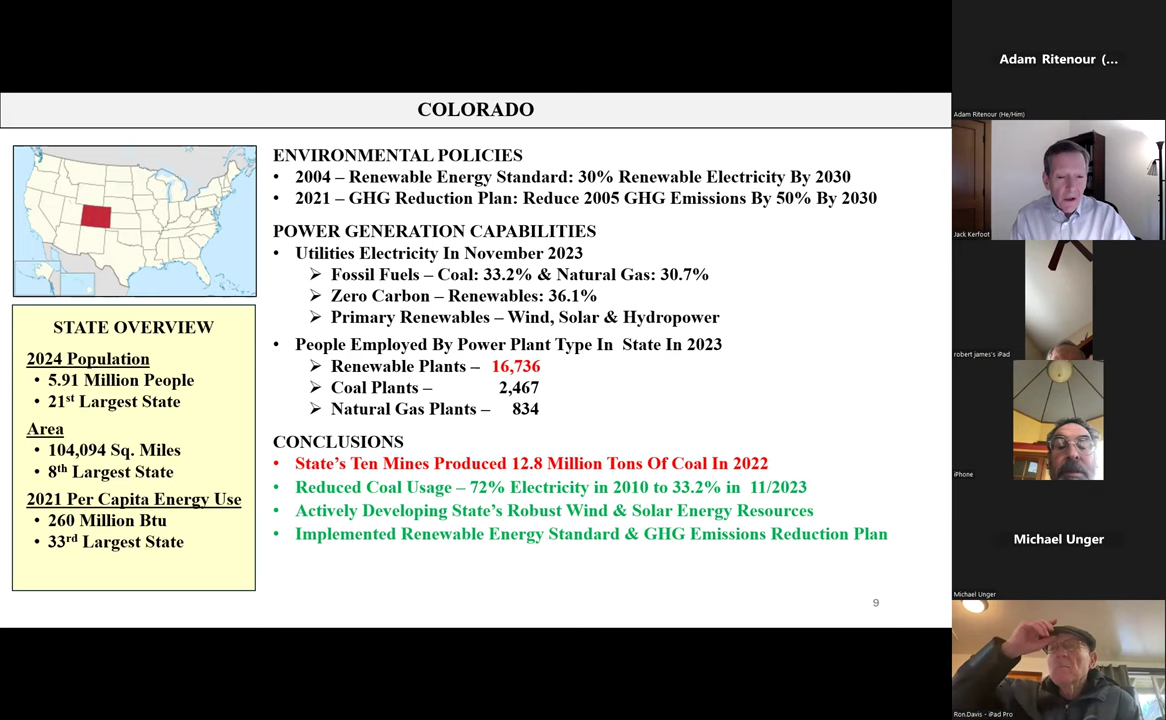 COLORADO
STATE OVERVIEW
2024 Population
• 5.91 Million People
• 21st Largest State
Area
• 104,094 Sq. Miles
• 8th Largest State
2021 Per Capita Energy Use
• 260 Million Btu
• 33rd Largest State
ENVIRONMENTAL POLICIES
• 2004 – Renewable Energy Standard: 30% Renewable Electricity By 2030
• 2021 – GHG Reduction Plan: Reduce 2005 GHG Emissions By 50% By 2030
POWER GENERATION CAPABILITIES
• Utilities Electricity In November 2023
➢ Fossil Fuels – Coal: 33.2% & Natural Gas: 30.7%
➢ Zero Carbon – Renewables: 36.1%
➢ Primary Renewables – Wind, Solar & Hydropower
• People Employed By Power Plant Type In State In 2023
➢ Renewable Plants – 16,736
➢ Coal Plants – 2,467
➢ Natural Gas Plants – 834
CONCLUSIONS
• State's Ten Mines Produced 12.8 Million Tons Of Coal In 2022
• Reduced Coal Usage – 72% Electricity in 2010 to 33.2% in 11/2023
• Actively Developing State's Robust Wind & Solar Energy Resources
• Implemented Renewable Energy Standard & GHG Emissions Reduction Plan
9
Adam Ritenour (...
Adam Ritenour (He/Him)
Jack Kerfoot
robert james's iPad
iPhone
Michael Unger
Michael Unger
Ron.Davis - iPad Pro